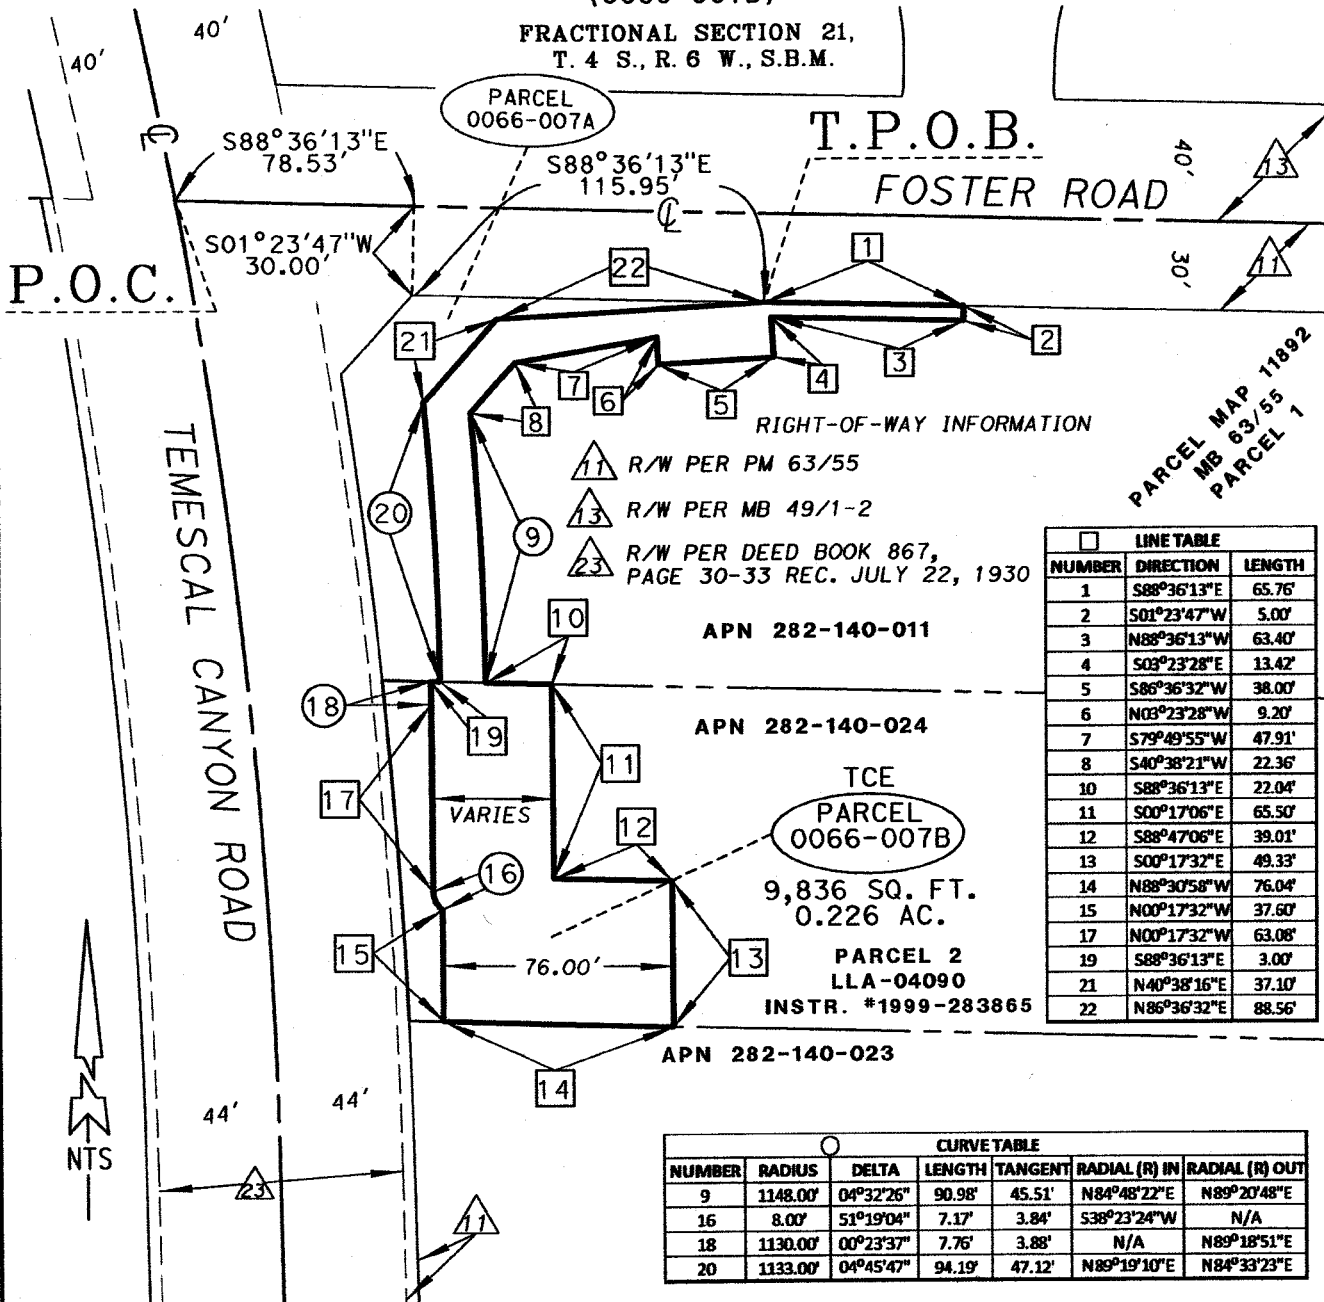 FRACTIONAL SECTION 21,
T. 4 S., R. 6 W., S.B.M.
40'
40'
PARCEL
0066-007A
T.P.O.B.
℄
S88°36'13"E
78.53'
S88°36'13"E
115.95'
40'
13
FOSTER ROAD
℄
S01°23'47"W
30.00'
1
30'
11
P.O.C.
22
21
2
3
4
7
6
5
8
RIGHT-OF-WAY INFORMATION
PARCEL MAP 11892
MB 63/55
PARCEL 1
11 R/W PER PM 63/55
13 R/W PER MB 49/1-2
23 R/W PER DEED BOOK 867,
PAGE 30-33 REC. JULY 22, 1930
20
9
TEMESCAL CANYON ROAD
10
APN 282-140-011
18
19
APN 282-140-024
11
17
VARIES
12
TCE
PARCEL
0066-007B
16
9,836 SQ. FT.
0.226 AC.
15
76.00'
13
PARCEL 2
LLA-04090
INSTR. #1999-283865
APN 282-140-023
14
LINE TABLE
NUMBER DIRECTION LENGTH
1 S88°36'13"E 65.76'
2 S01°23'47"W 5.00'
3 N88°36'13"W 63.40'
4 S03°23'28"E 13.42'
5 S86°36'32"W 38.00'
6 N03°23'28"W 9.20'
7 S79°49'55"W 47.91'
8 S40°38'21"W 22.36'
10 S88°36'13"E 22.04'
11 S00°17'06"E 65.50'
12 S88°47'06"E 39.01'
13 S00°17'32"E 49.33'
14 N88°30'58"W 76.04'
15 N00°17'32"W 37.60'
17 N00°17'32"W 63.08'
19 S88°36'13"E 3.00'
21 N40°38'16"E 37.10'
22 N86°36'32"E 88.56'
44'
44'
NTS
23
11
CURVE TABLE
NUMBER RADIUS DELTA LENGTH TANGENT RADIAL (R) IN RADIAL (R) OUT
9 1148.00' 04°32'26" 90.98' 45.51' N84°48'22"E N89°20'48"E
16 8.00' 51°19'04" 7.17' 3.84' S38°23'24"W N/A
18 1130.00' 00°23'37" 7.76' 3.88' N/A N89°18'51"E
20 1133.00' 04°45'47" 94.19' 47.12' N89°19'10"E N84°33'23"E